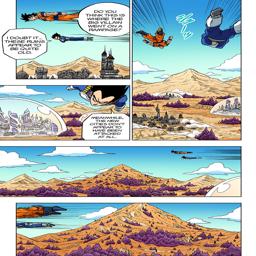 DO YOU
THINK THIS IS
WHERE THE
BIG VILLAIN
WENT ON A
RAMPAGE?
I DOUBT IT...
THESE RUINS
APPEAR TO
BE QUITE
OLD.
MEANWHILE,
THE NEW
CITIES DON'T
APPEAR TO
HAVE BEEN
ATTACKED
AT ALL.